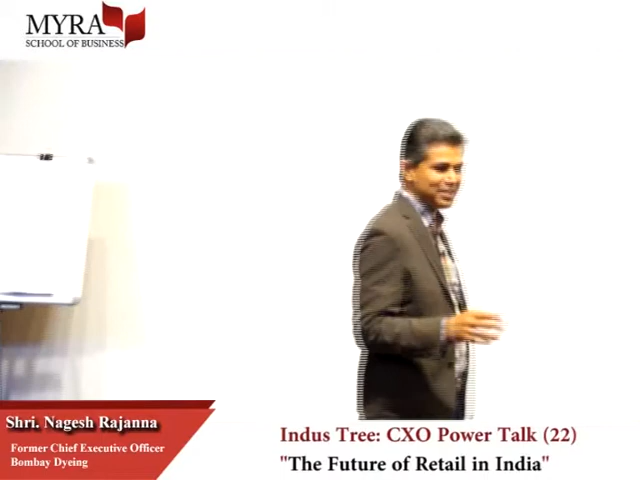 MYRA
SCHOOL OF BUSINESS
Shri. Nagesh Rajanna
Former Chief Executive Officer
Bombay Dyeing
Indus Tree: CXO Power Talk (22)
"The Future of Retail in India"